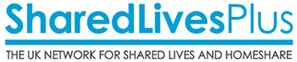 SharedLivesPlus
THE UK NETWORK FOR SHARED LIVES AND HOMESHARE